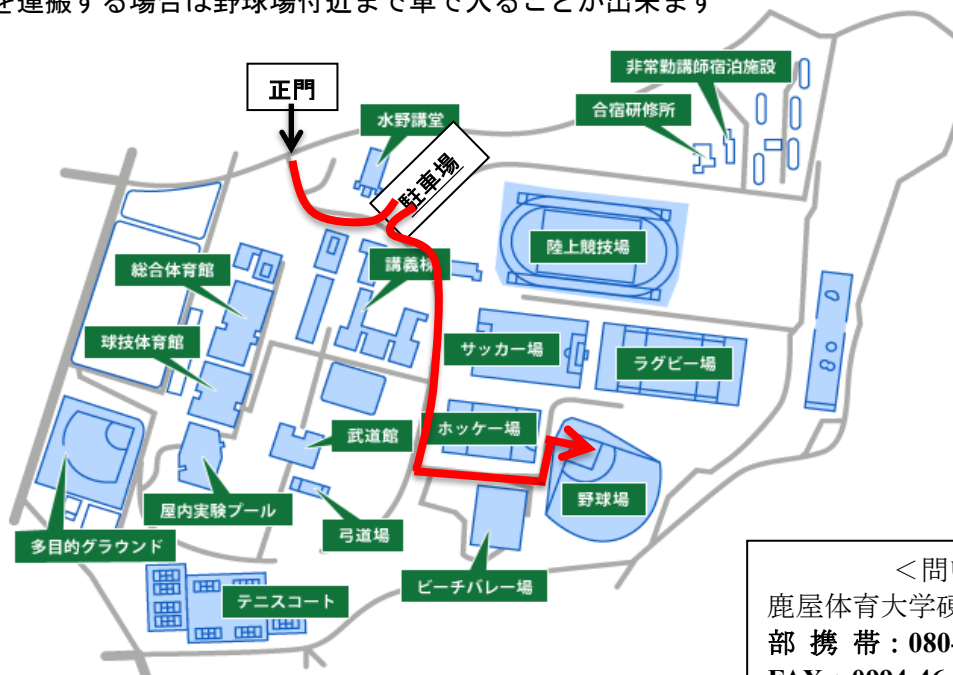 を運搬する場合は野球場付近まで車で入ることが出来ます
非常勤講師宿泊施設
正門
合宿研修所
水野講堂
駐車場
陸上競技場
総合体育館
講義棟
球技体育館
サッカー場
ラグビー場
ホッケー場
武道館
野球場
屋内実験プール
弓道場
多目的グラウンド
ビーチバレー場
テニスコート
＜問
鹿屋体育大学
部 携 帯：080-
FAX：0994-46